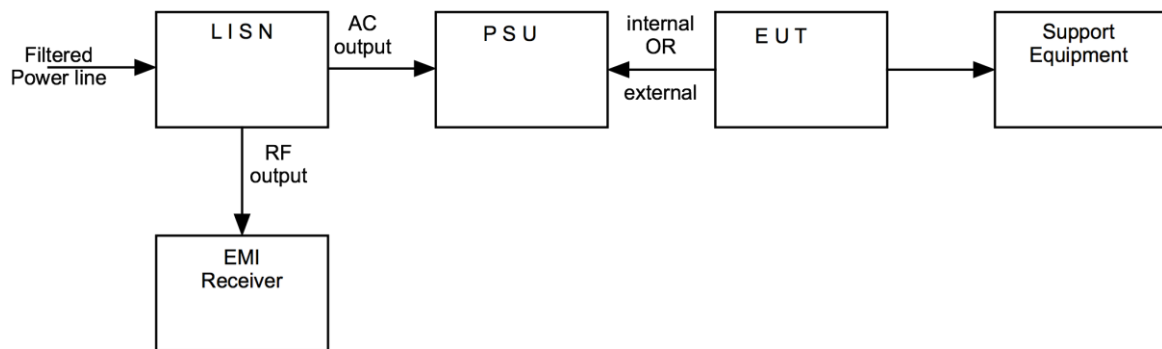 L I S N
AC
output
P S U
internal
OR
external
E U T
Support
Equipment
Filtered
Power line
RF
output
EMI
Receiver